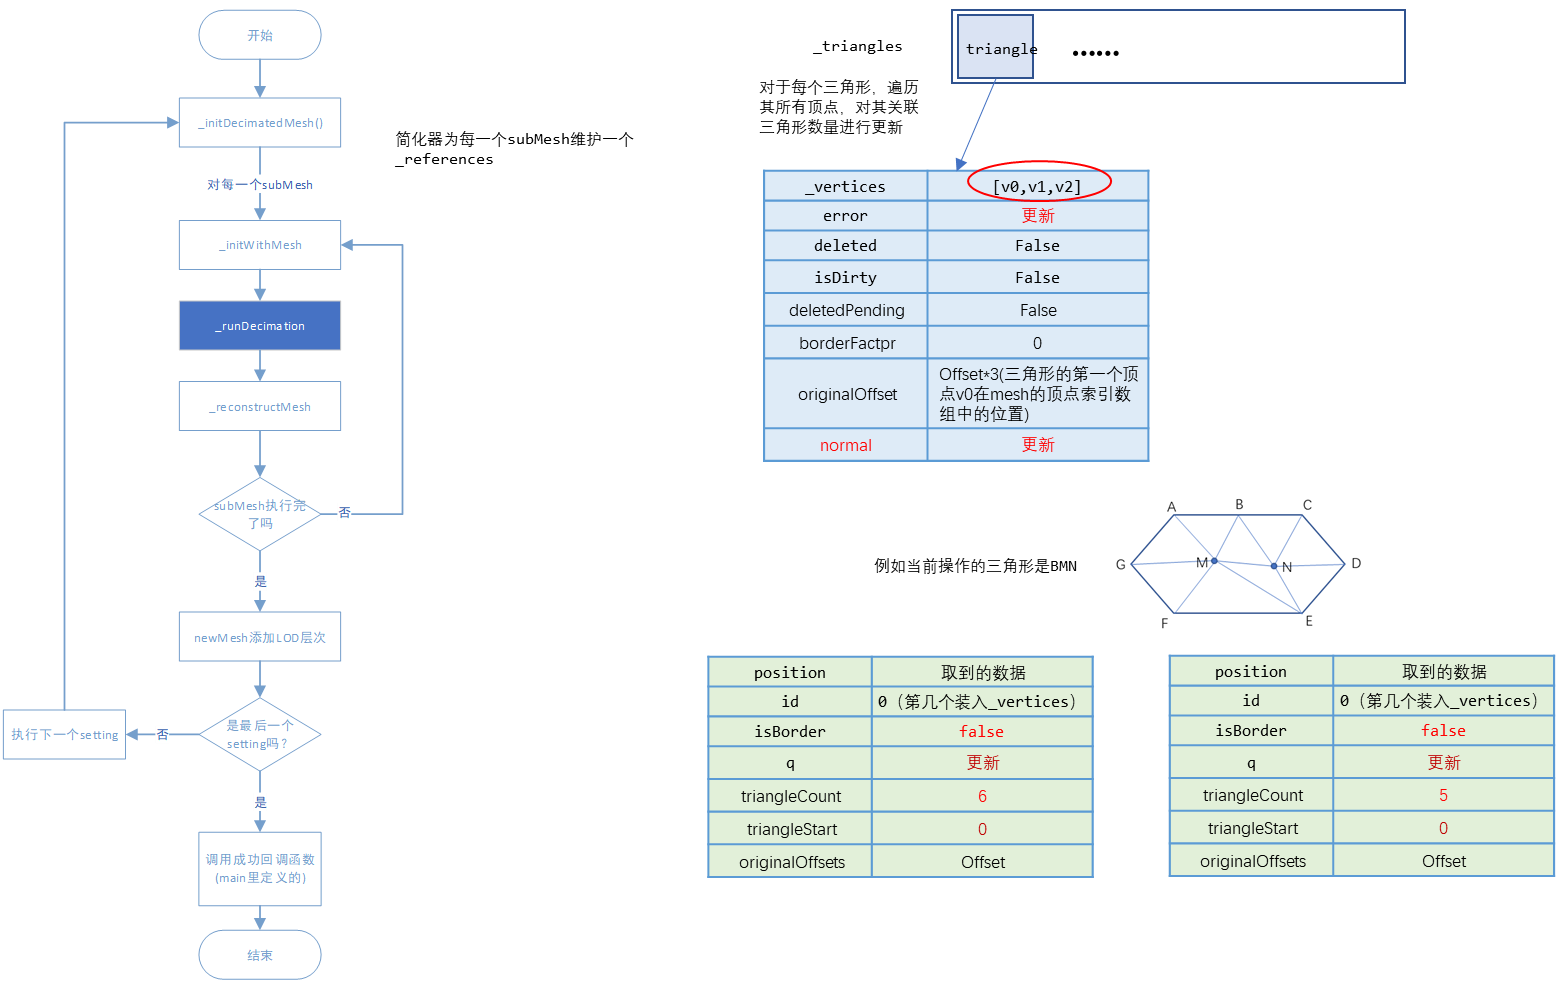 开始
_initDecimatedMesh()
对每一个subMesh
_initWithMesh
_runDecimation
_reconstructMesh
subMesh执行完
了吗
否
是
newMesh添加LOD层次
是最后一个
setting吗？
否
执行下一个setting
是
调用成功回调函数
(main里定义的)
结束
简化器为每一个subMesh维护一个
_references
_triangles
triangle
……
对于每个三角形，遍历
其所有顶点，对其关联
三角形数量进行更新
_vertices [v0,v1,v2]
error 更新
deleted False
isDirty False
deletedPending False
borderFactpr 0
originalOffset
Offset*3(三角形的第一个顶
点v0在mesh的顶点索引数
组中的位置)
normal 更新
例如当前操作的三角形是BMN
A
B
C
G
M
N
D
F
E
position 取到的数据
id 0（第几个装入_vertices）
isBorder false
q 更新
triangleCount 6
triangleStart 0
originalOffsets Offset
position 取到的数据
id 0（第几个装入_vertices）
isBorder false
q 更新
triangleCount 5
triangleStart 0
originalOffsets Offset